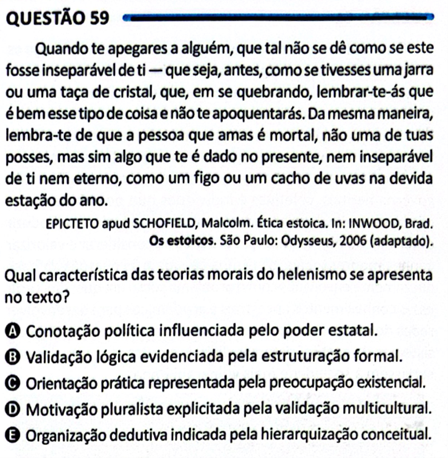 QUESTÃO 59
Quando te apegares a alguém, que tal não se dê como se este
fosse inseparável de ti — que seja, antes, como se tivesses uma jarra
ou uma taça de cristal, que, em se quebrando, lembrar-te-ás que
é bem esse tipo de coisa e não te apoquentarás. Da mesma maneira,
lembra-te de que a pessoa que amas é mortal, não uma de tuas
posses, mas sim algo que te é dado no presente, nem inseparável
de ti nem eterno, como um figo ou um cacho de uvas na devida
estação do ano.
EPICTETO apud SCHOFIELD, Malcolm. Ética estoica. In: INWOOD, Brad.
Os estoicos. São Paulo: Odysseus, 2006 (adaptado).
Qual característica das teorias morais do helenismo se apresenta
no texto?
A Conotação política influenciada pelo poder estatal.
B Validação lógica evidenciada pela estruturação formal.
C Orientação prática representada pela preocupação existencial.
D Motivação pluralista explicitada pela validação multicultural.
E Organização dedutiva indicada pela hierarquização conceitual.